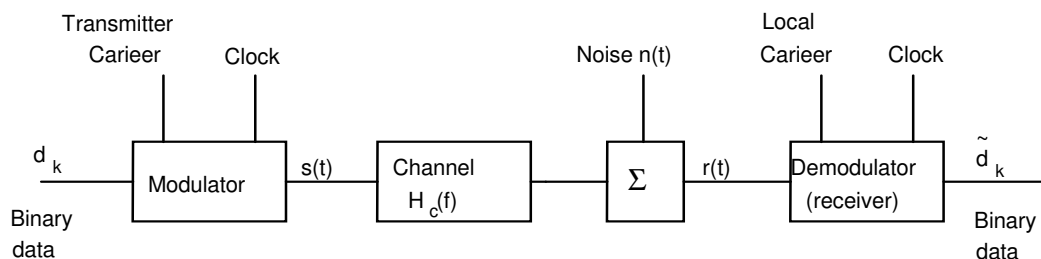 Transmitter
Carieer
Clock
Noise n(t)
Local
Carieer
Clock
d k
Modulator
s(t)
Channel
H c(f)
Σ
r(t)
Demodulator
(receiver)
~
d k
Binary
data
Binary
data